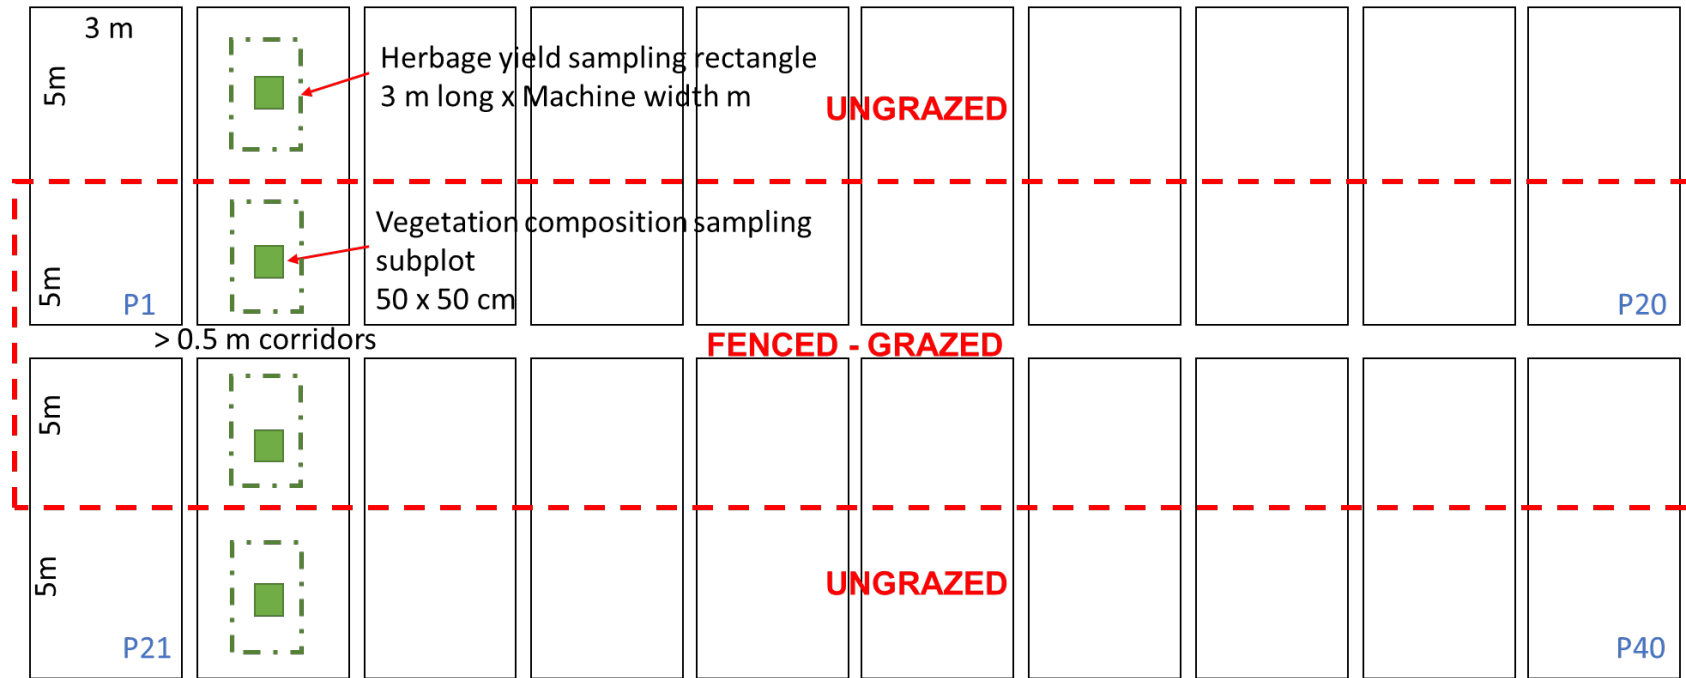 3 m
5m
Herbage yield sampling rectangle
3 m long x Machine width m
UNGRAZED
Vegetation composition sampling
subplot
50 x 50 cm
5m
P1
P20
> 0.5 m corridors
FENCED - GRAZED
5m
5m
UNGRAZED
P21
P40